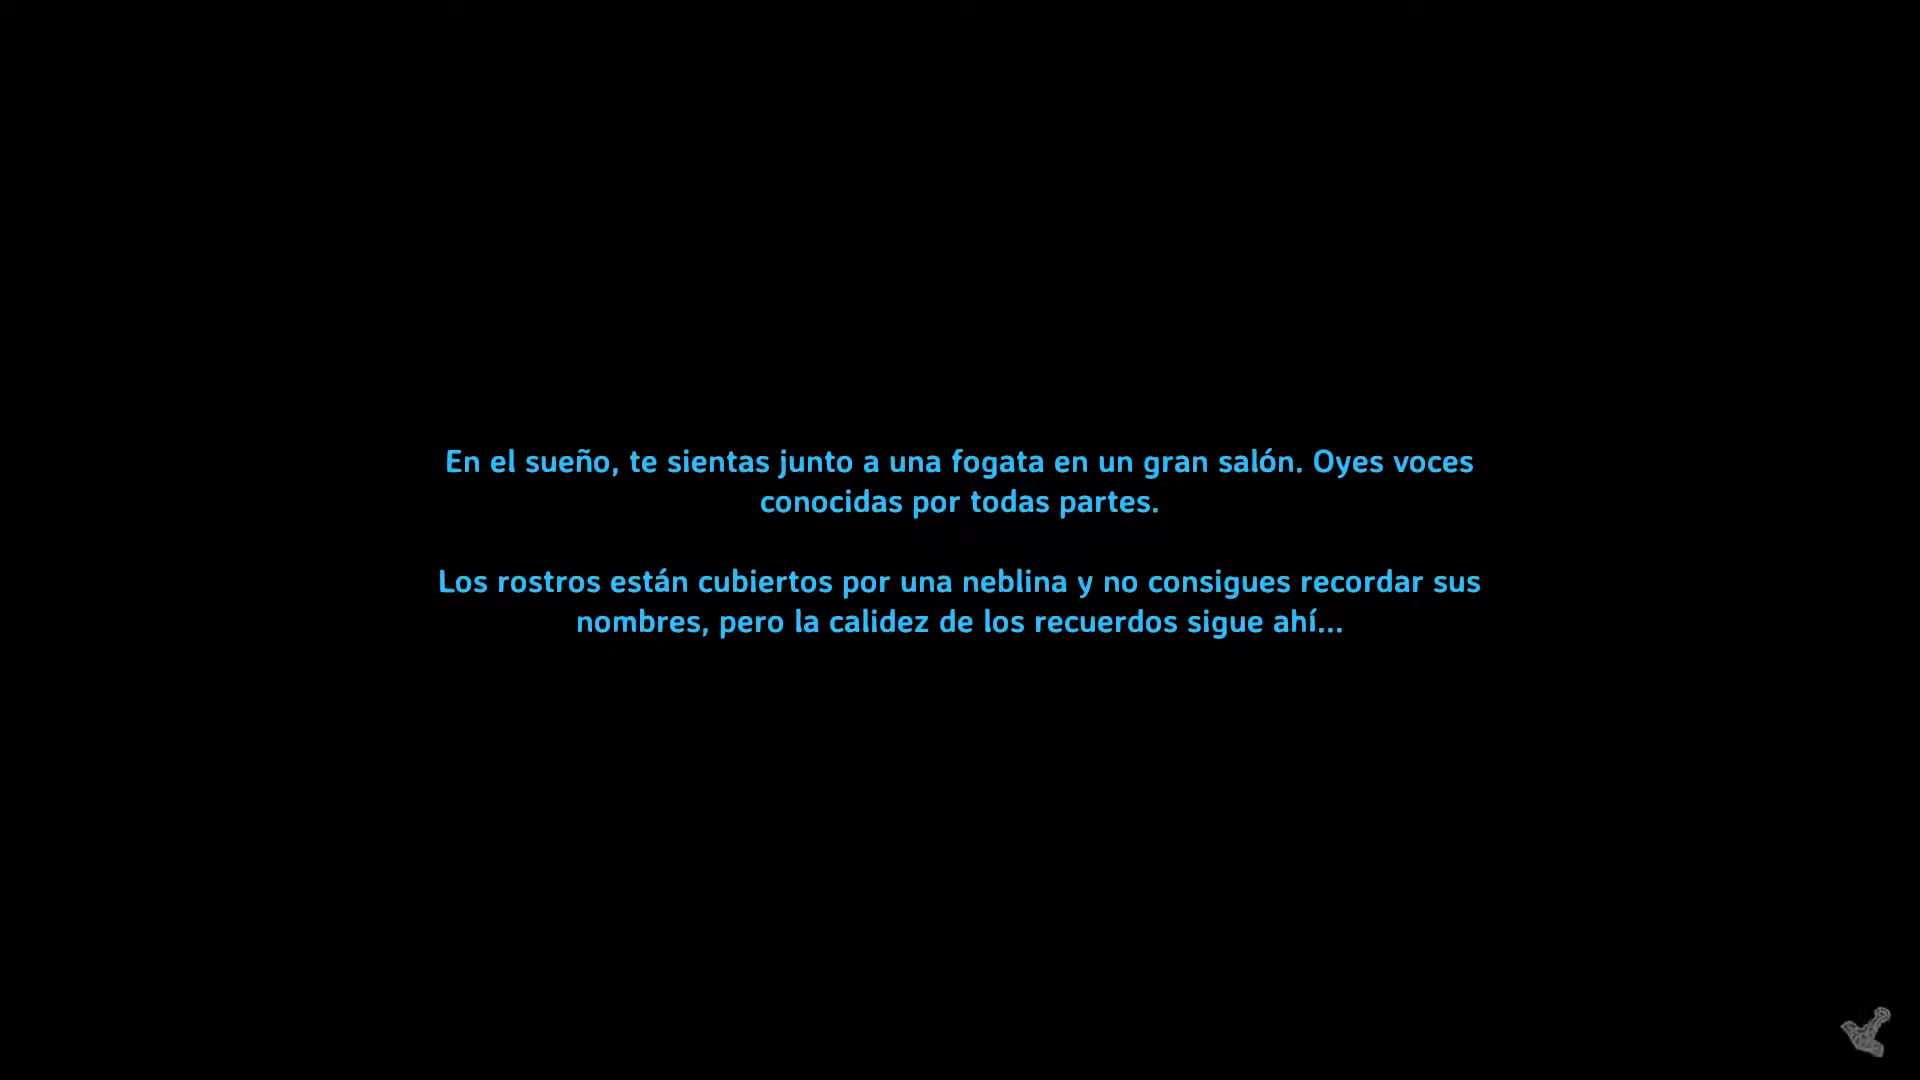 En el sueño, te sientas junto a una fogata en un gran salón. Oyes voces
conocidas por todas partes.
Los rostros están cubiertos por una neblina y no consigues recordar sus
nombres, pero la calidez de los recuerdos sigue ahí...